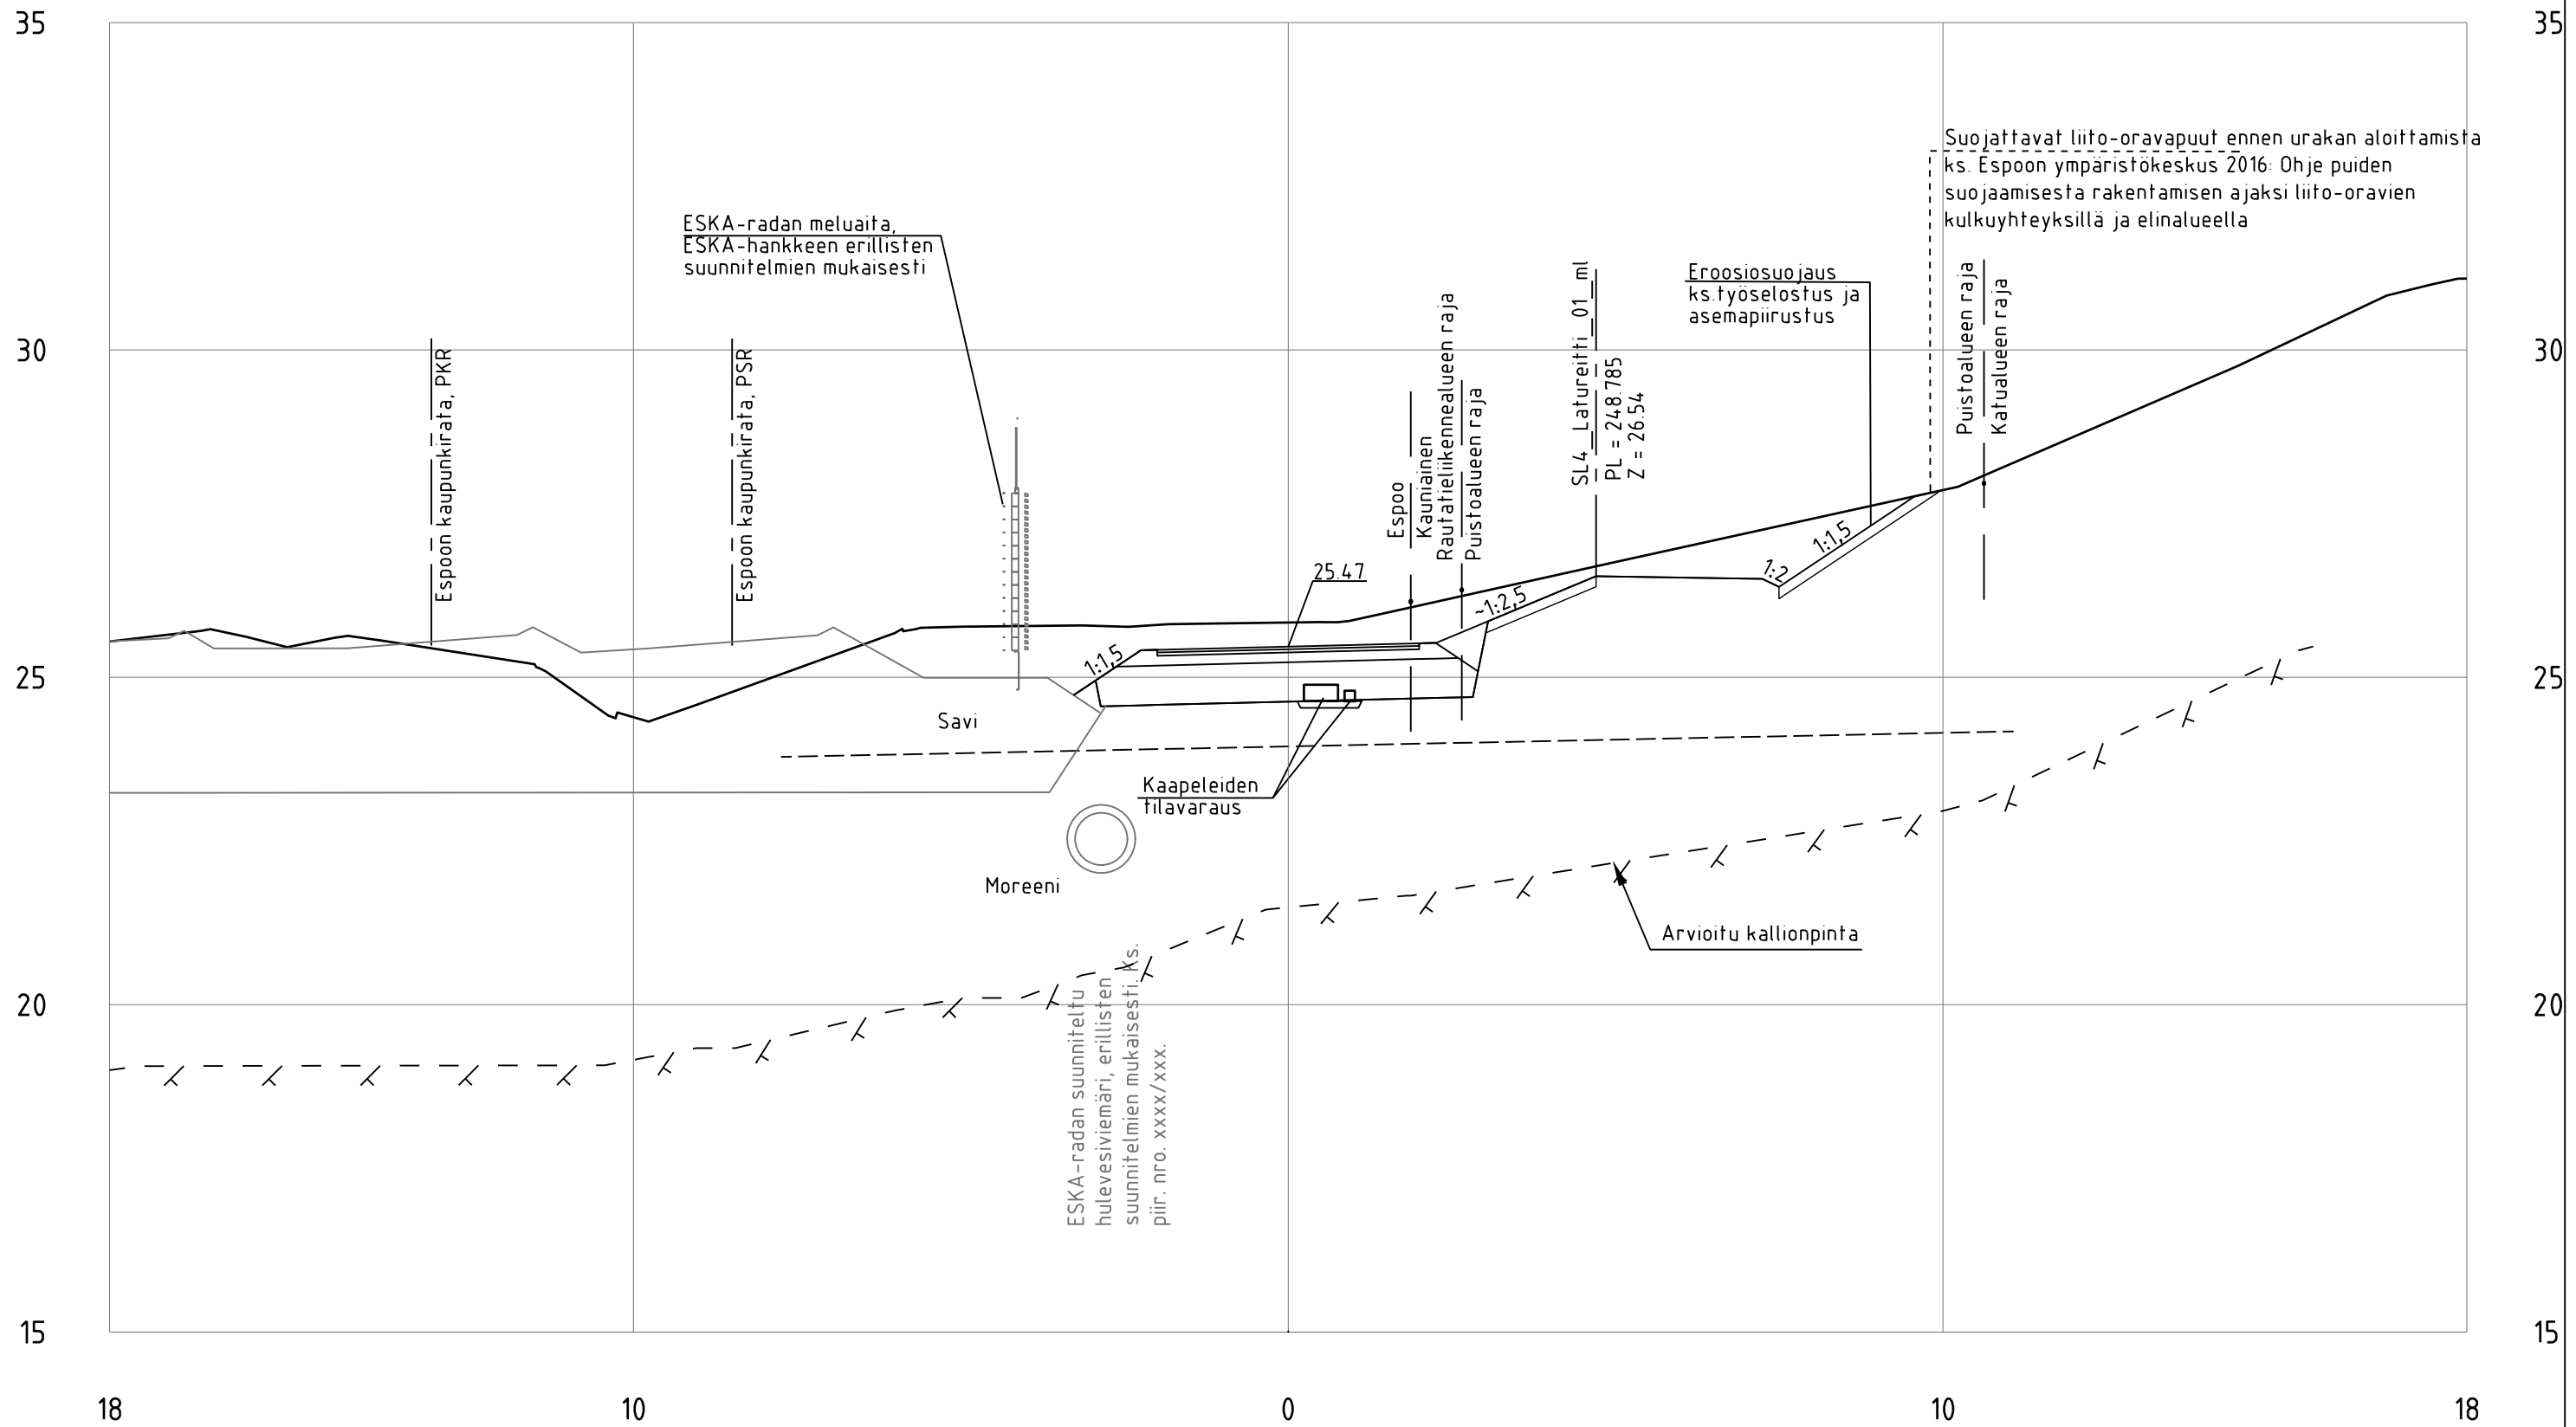 35
35
Suojattavat liito-oravapuut ennen urakan aloittamista
ks. Espoon ympäristökeskus 2016: Ohje puiden
suojaamisesta rakentamisen ajaksi liito-oravien
kulkuyhteyksillä ja elinalueella
ESKA-radan meluaita,
ESKA-hankkeen erillisten
suunnitelmien mukaisesti
Eroosiosuojaus
ks.työselostus ja
asemapiirustus
30
30
Espoon kaupunkirata, PKR
Espoon kaupunkirata, PSR
Espoo
Kauniainen
Rautatieliikennealueen raja
Puistoalueen raja
SL4_Latureitti_01_ml
PL = 248.785
Z = 26.54
Puistoalueen raja
Katualueen raja
25.47
1:1,5
~1:2,5
1:2
1:1,5
25
25
Savi
Kaapeleiden
tilavaraus
Moreeni
Arvioitu kallionpinta
ESKA-radan suunniteltu
hulevesiviemäri, erillisten
suunnitelmien mukaisesti. Ks.
piir. nro. xxxx/xxx.
20
20
15
15
18
10
0
10
18